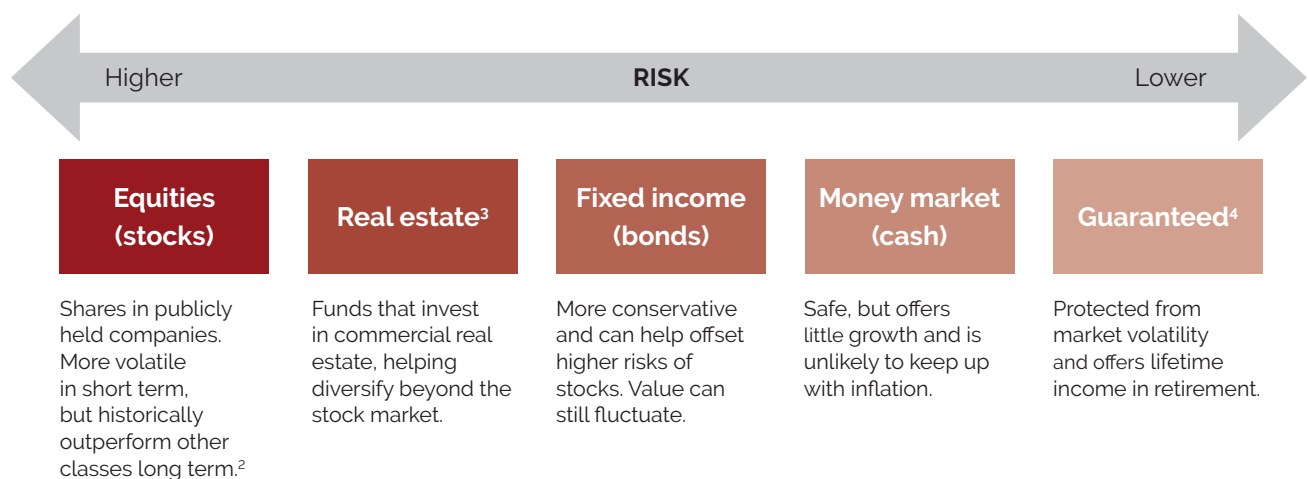 Higher
RISK
Lower
Equities
(stocks)
Shares in publicly
held companies.
More volatile
in short term,
but historically
outperform other
classes long term.²
Real estate³
Funds that invest
in commercial real
estate, helping
diversify beyond the
stock market.
Fixed income
(bonds)
More conservative
and can help offset
higher risks of
stocks. Value can
still fluctuate.
Money market
(cash)
Safe, but offers
little growth and is
unlikely to keep up
with inflation.
Guaranteed⁴
Protected from
market volatility
and offers lifetime
income in retirement.